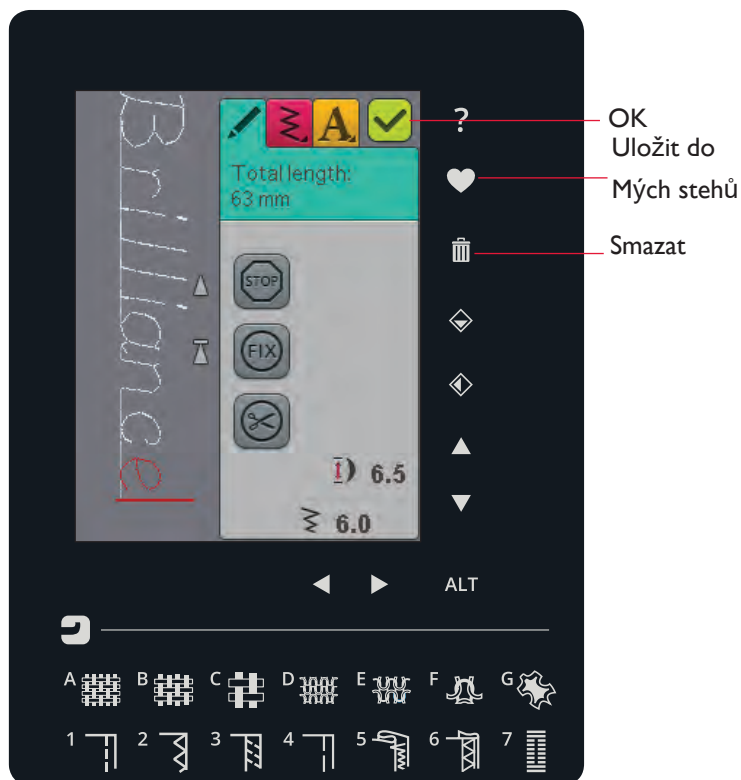 Brilliance
A
?
OK
Uložit do
Mých stehů
Total length:
63 mm
Smazat
STOP
FIX
6.5
6.0
ALT
A B C D E F G
1 2 3 4 5 6 7